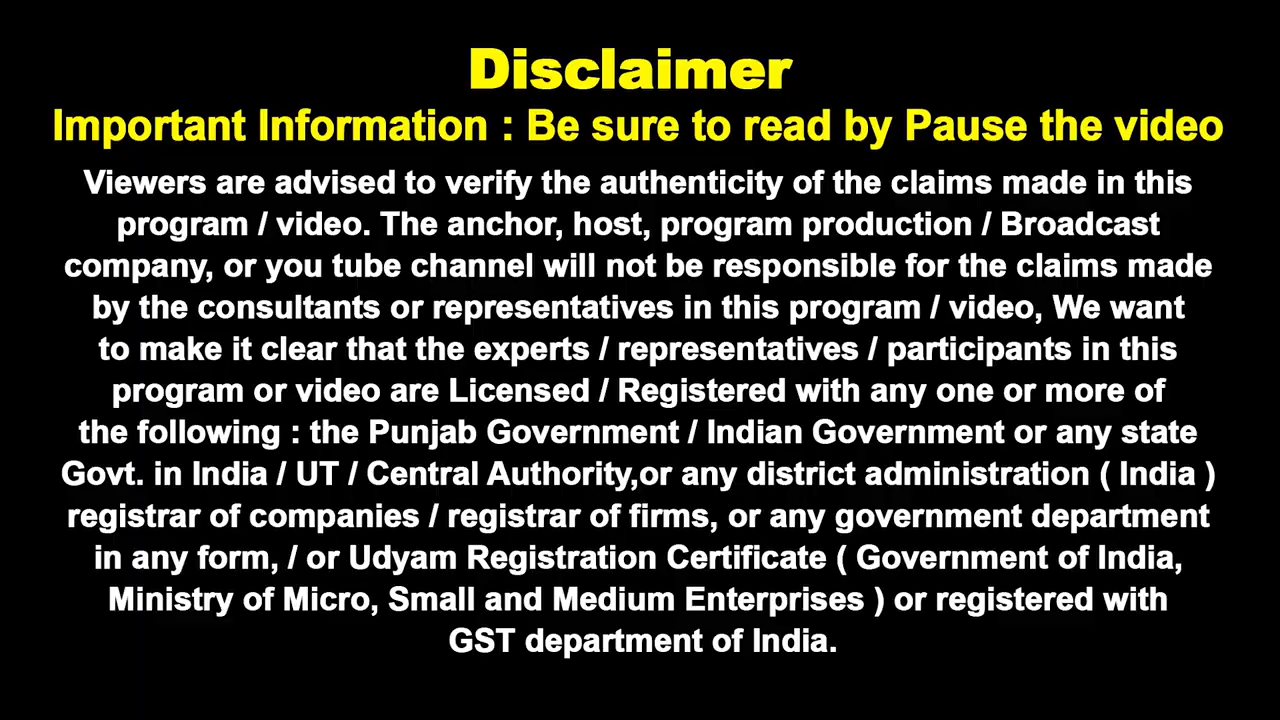 Disclaimer
Important Information : Be sure to read by Pause the video
Viewers are advised to verify the authenticity of the claims made in this
program / video. The anchor, host, program production / Broadcast
company, or you tube channel will not be responsible for the claims made
by the consultants or representatives in this program / video, We want
to make it clear that the experts / representatives / participants in this
program or video are Licensed / Registered with any one or more of
the following : the Punjab Government / Indian Government or any state
Govt. in India / UT / Central Authority,or any district administration ( India )
registrar of companies / registrar of firms, or any government department
in any form, / or Udyam Registration Certificate ( Government of India,
Ministry of Micro, Small and Medium Enterprises ) or registered with
GST department of India.